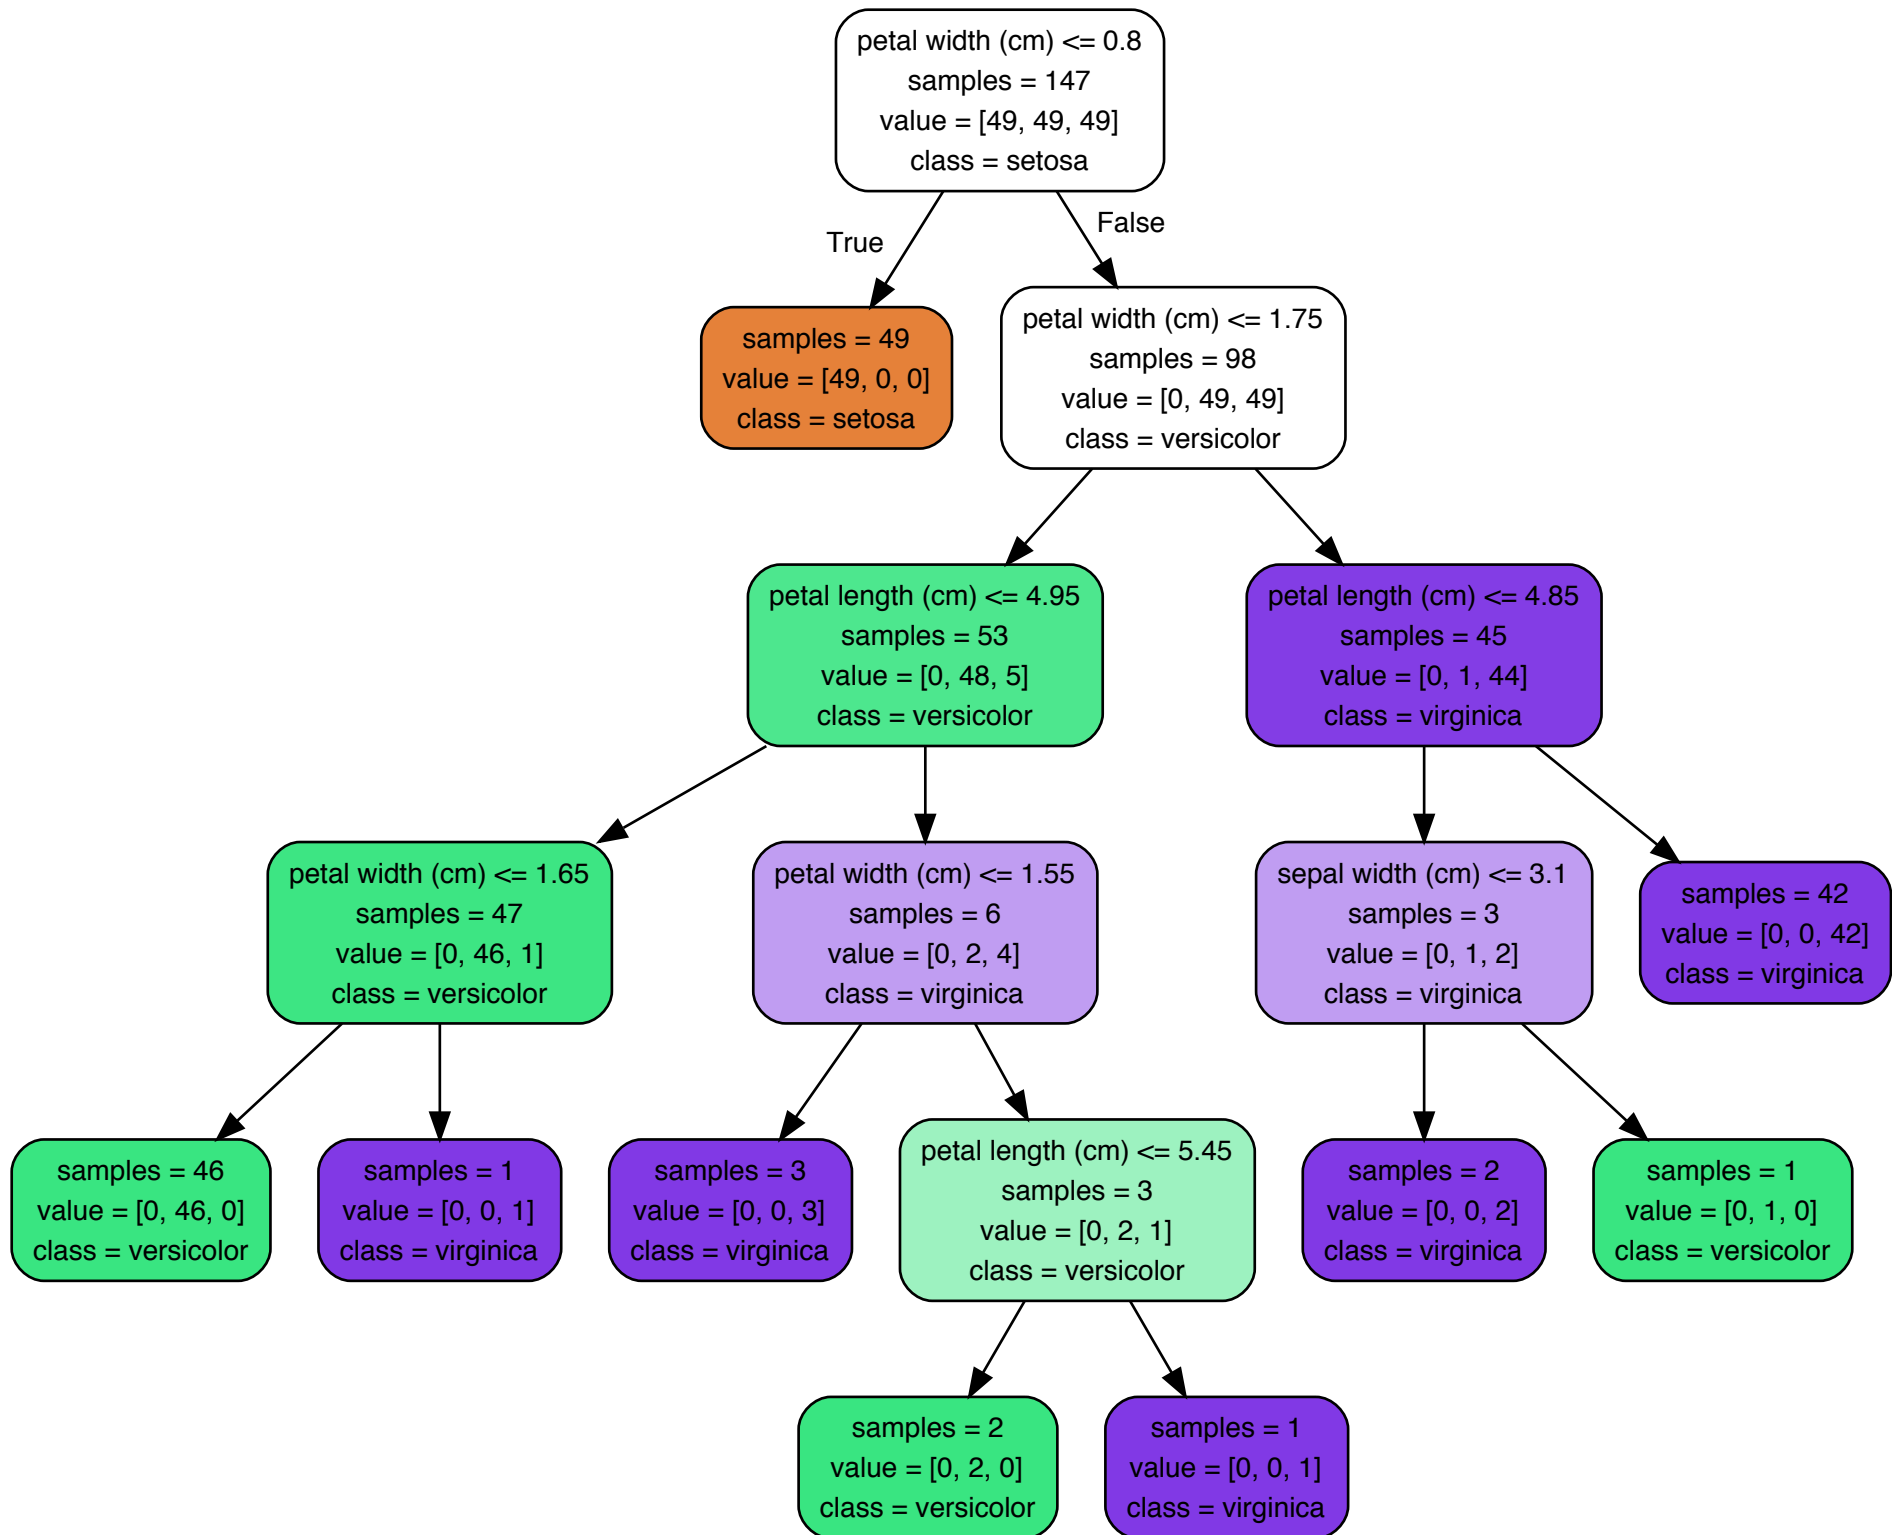 petal width (cm) <= 0.8
samples = 147
value = [49, 49, 49]
class = setosa
True
False
samples = 49
value = [49, 0, 0]
class = setosa
petal width (cm) <= 1.75
samples = 98
value = [0, 49, 49]
class = versicolor
petal length (cm) <= 4.95
samples = 53
value = [0, 48, 5]
class = versicolor
petal length (cm) <= 4.85
samples = 45
value = [0, 1, 44]
class = virginica
petal width (cm) <= 1.65
samples = 47
value = [0, 46, 1]
class = versicolor
petal width (cm) <= 1.55
samples = 6
value = [0, 2, 4]
class = virginica
sepal width (cm) <= 3.1
samples = 3
value = [0, 1, 2]
class = virginica
samples = 42
value = [0, 0, 42]
class = virginica
samples = 46
value = [0, 46, 0]
class = versicolor
samples = 1
value = [0, 0, 1]
class = virginica
samples = 3
value = [0, 0, 3]
class = virginica
petal length (cm) <= 5.45
samples = 3
value = [0, 2, 1]
class = versicolor
samples = 2
value = [0, 0, 2]
class = virginica
samples = 1
value = [0, 1, 0]
class = versicolor
samples = 2
value = [0, 2, 0]
class = versicolor
samples = 1
value = [0, 0, 1]
class = virginica